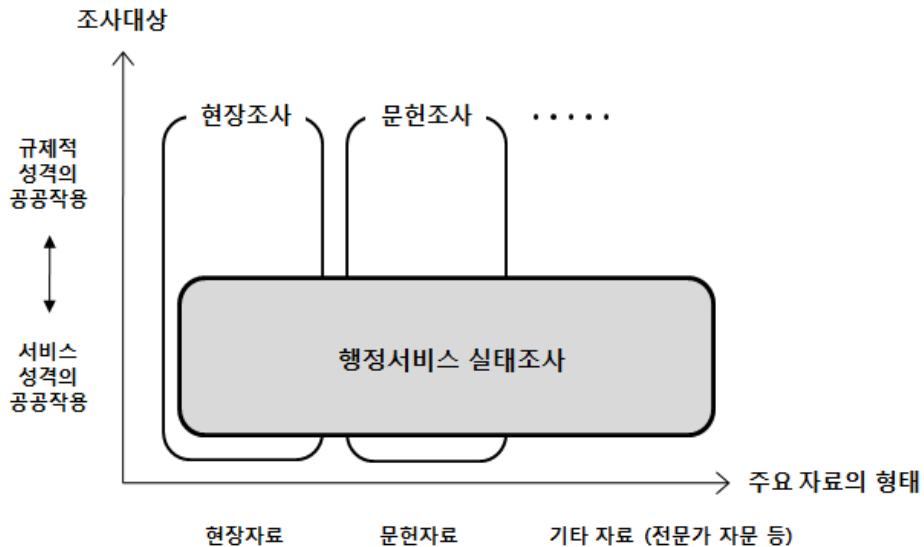 조사대상
현장조사
문헌조사
·····
규제적
성격의
공공작용
서비스
성격의
공공작용
행정서비스 실태조사
주요 자료의 형태
현장자료
문헌자료
기타 자료 (전문가 자문 등)